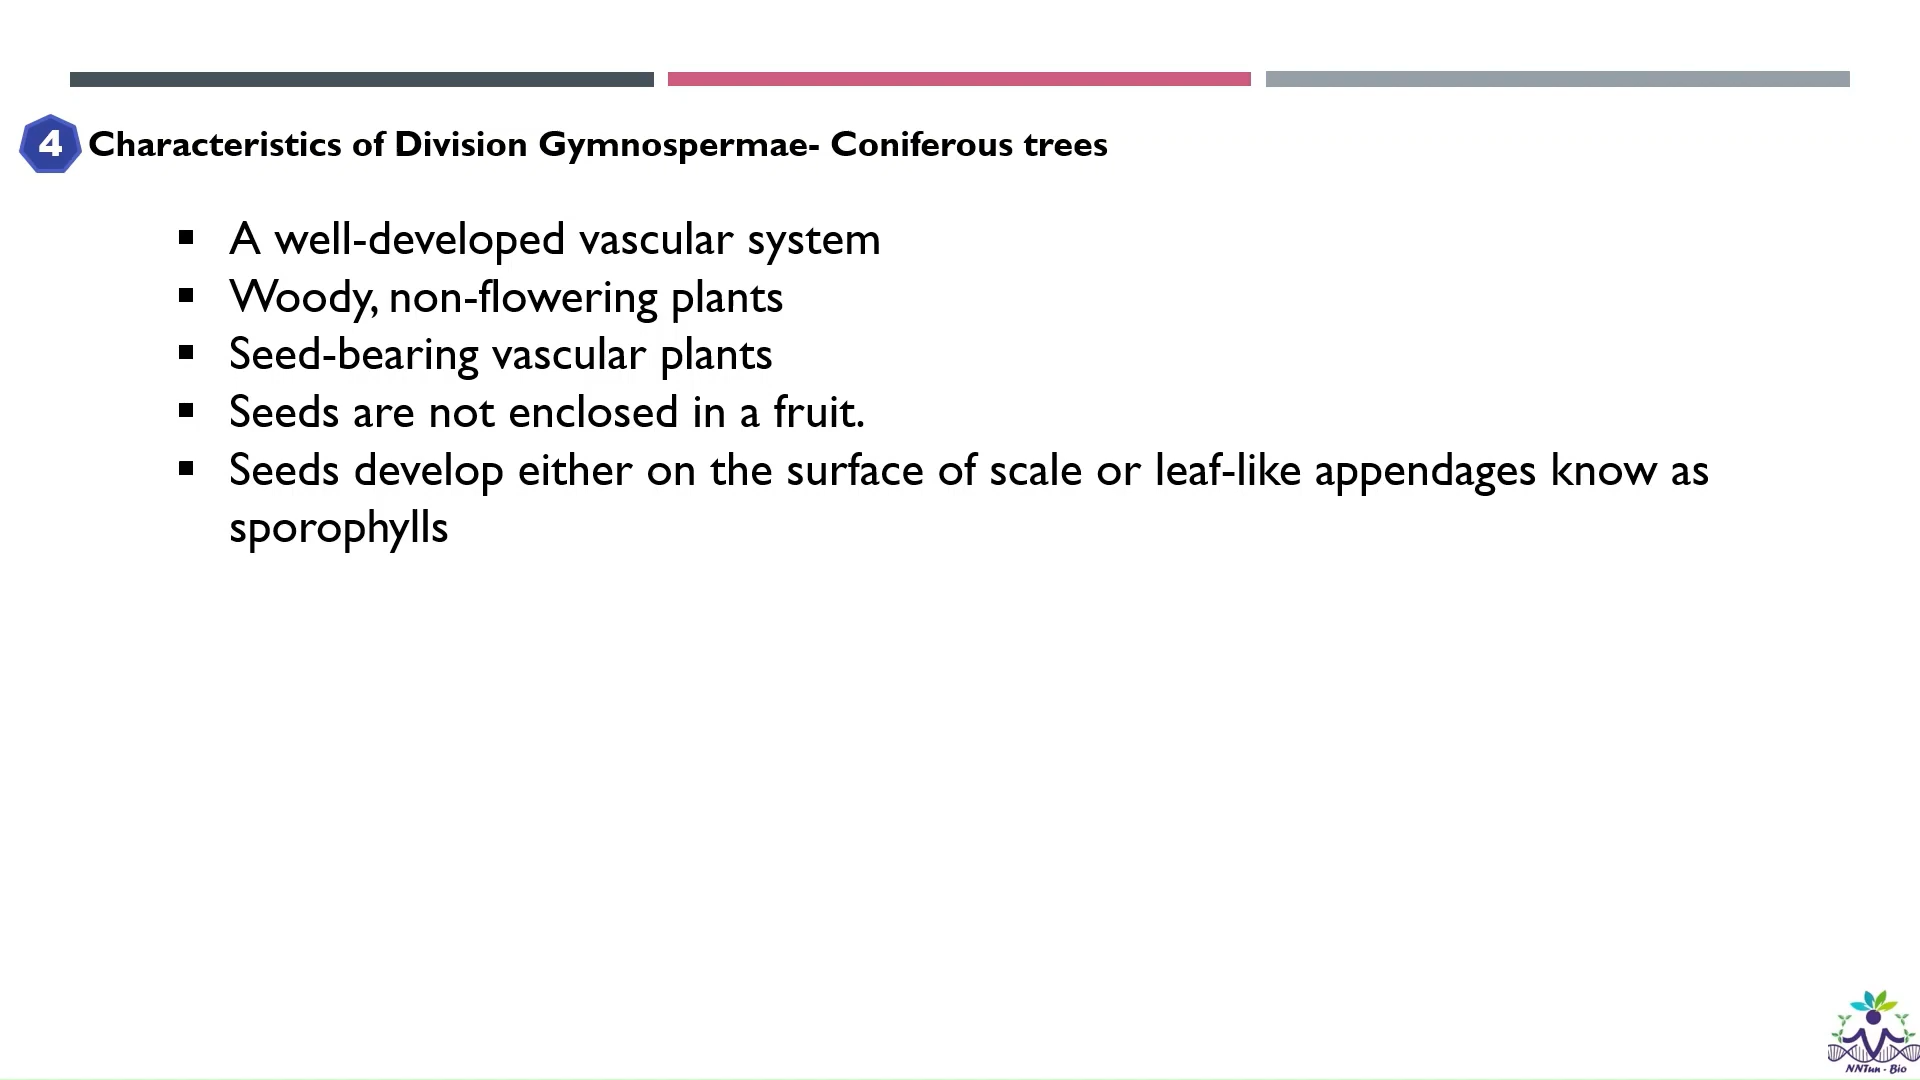 4 Characteristics of Division Gymnospermae- Coniferous trees
▪ A well-developed vascular system
▪ Woody, non-flowering plants
▪ Seed-bearing vascular plants
▪ Seeds are not enclosed in a fruit.
▪ Seeds develop either on the surface of scale or leaf-like appendages know as
sporophylls
NNTun - Bio